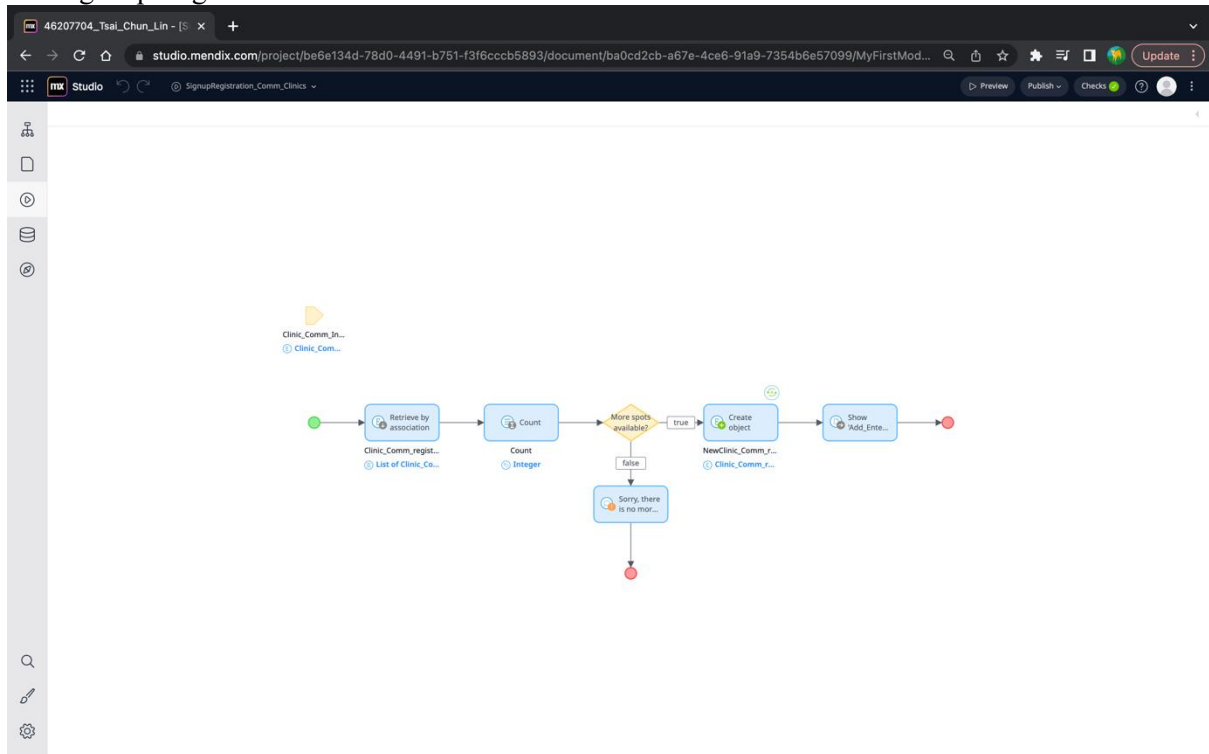 46207704_Tsai_Chun_Lin - [S
studio.mendix.com/project/be6e134d-78d0-4491-b751-f3f6cccb5893/document/ba0cd2cb-a67e-4ce6-91a9-7354b6e57099/MyFirstMod...
Update
mx Studio
SignupRegistration_Comm_Clinics
Preview
Publish
Checks
Clinic_Comm_In...
Clinic_Com...
Retrieve by
association
Clinic_Comm_regist...
List of Clinic_Co...
Count
Count
Integer
More spots
available?
true
false
Create
object
NewClinic_Comm_r...
Clinic_Comm_r...
Show
'Add_Ente...
Sorry, there
is no mor...